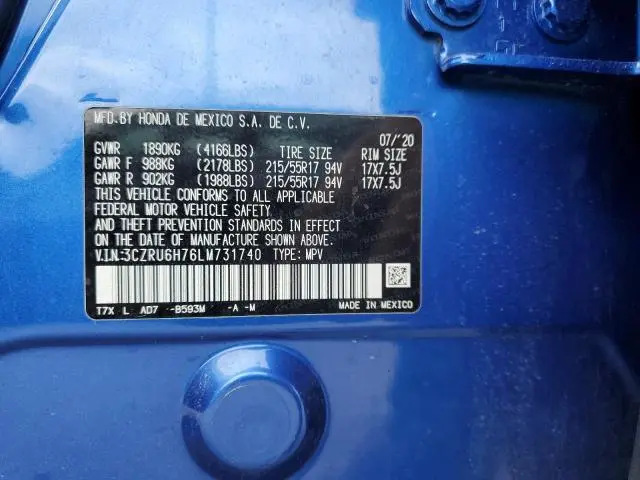 MFD.BY HONDA DE MEXICO S.A. DE C.V.
07/'20
GVWR 1890KG (4166LBS) TIRE SIZE RIM SIZE
GAWR F 988KG (2178LBS) 215/55R17 94V 17X7.5J
GAWR R 902KG (1988LBS) 215/55R17 94V 17X7.5J
THIS VEHICLE CONFORMS TO ALL APPLICABLE
FEDERAL MOTOR VEHICLE SAFETY
AND THEFT PREVENTION STANDARDS IN EFFECT
ON THE DATE OF MANUFACTURE SHOWN ABOVE.
V.I.N:3CZRU6H76LM731740 TYPE: MPV
T7X L AD7 --B593M -A -M MADE IN MEXICO